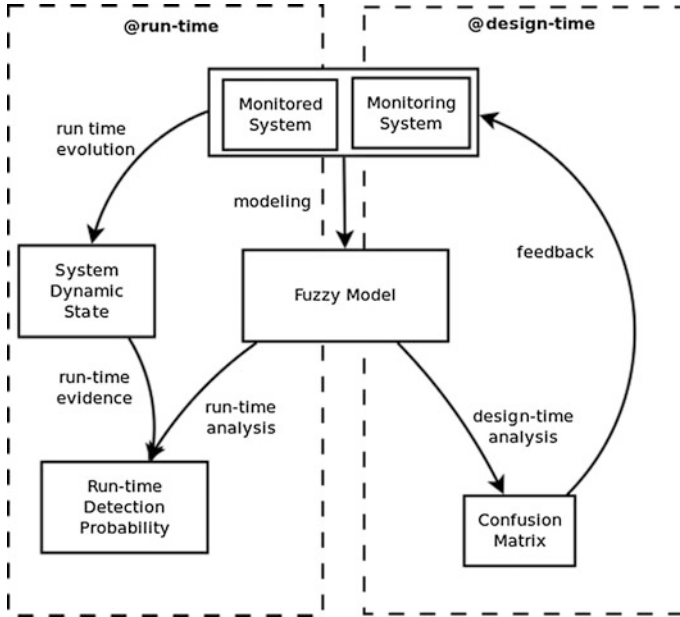 @run-time
@design-time
Monitored
System
Monitoring
System
run time
evolution
modeling
feedback
System
Dynamic
State
Fuzzy Model
run-time
evidence
run-time
analysis
design-time
analysis
Run-time
Detection
Probability
Confusion
Matrix